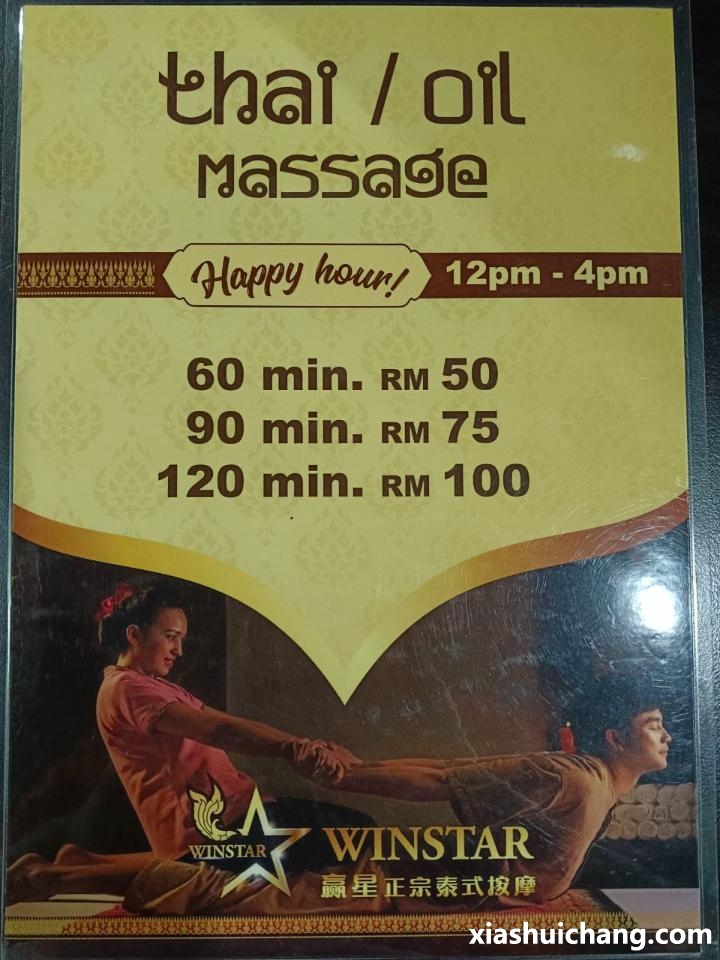 thai / oil
massage
Happy hour! 12pm - 4pm
60 min. RM 50
90 min. RM 75
120 min. RM 100
WINSTAR
WINSTAR
赢星正宗泰式按摩
xiashuichang.com